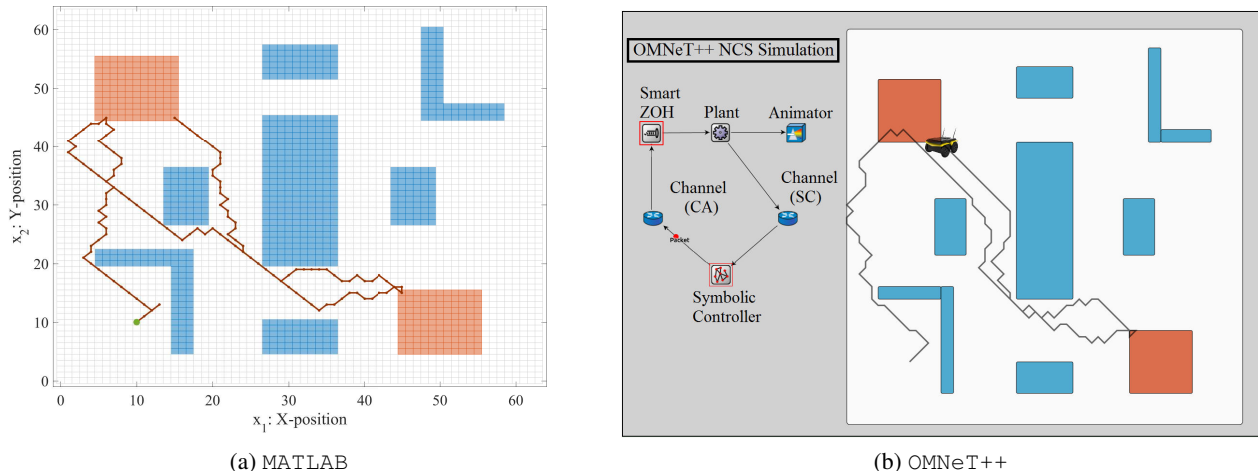 60
50
40
30
20
10
0
x2: Y-position
0
10
20
30
40
50
60
x1: X-position
(a) MATLAB
OMNeT++ NCS Simulation
Smart
ZOH
Plant
Animator
Channel
(CA)
Channel
(SC)
Packet
Symbolic
Controller
(b) OMNeT++